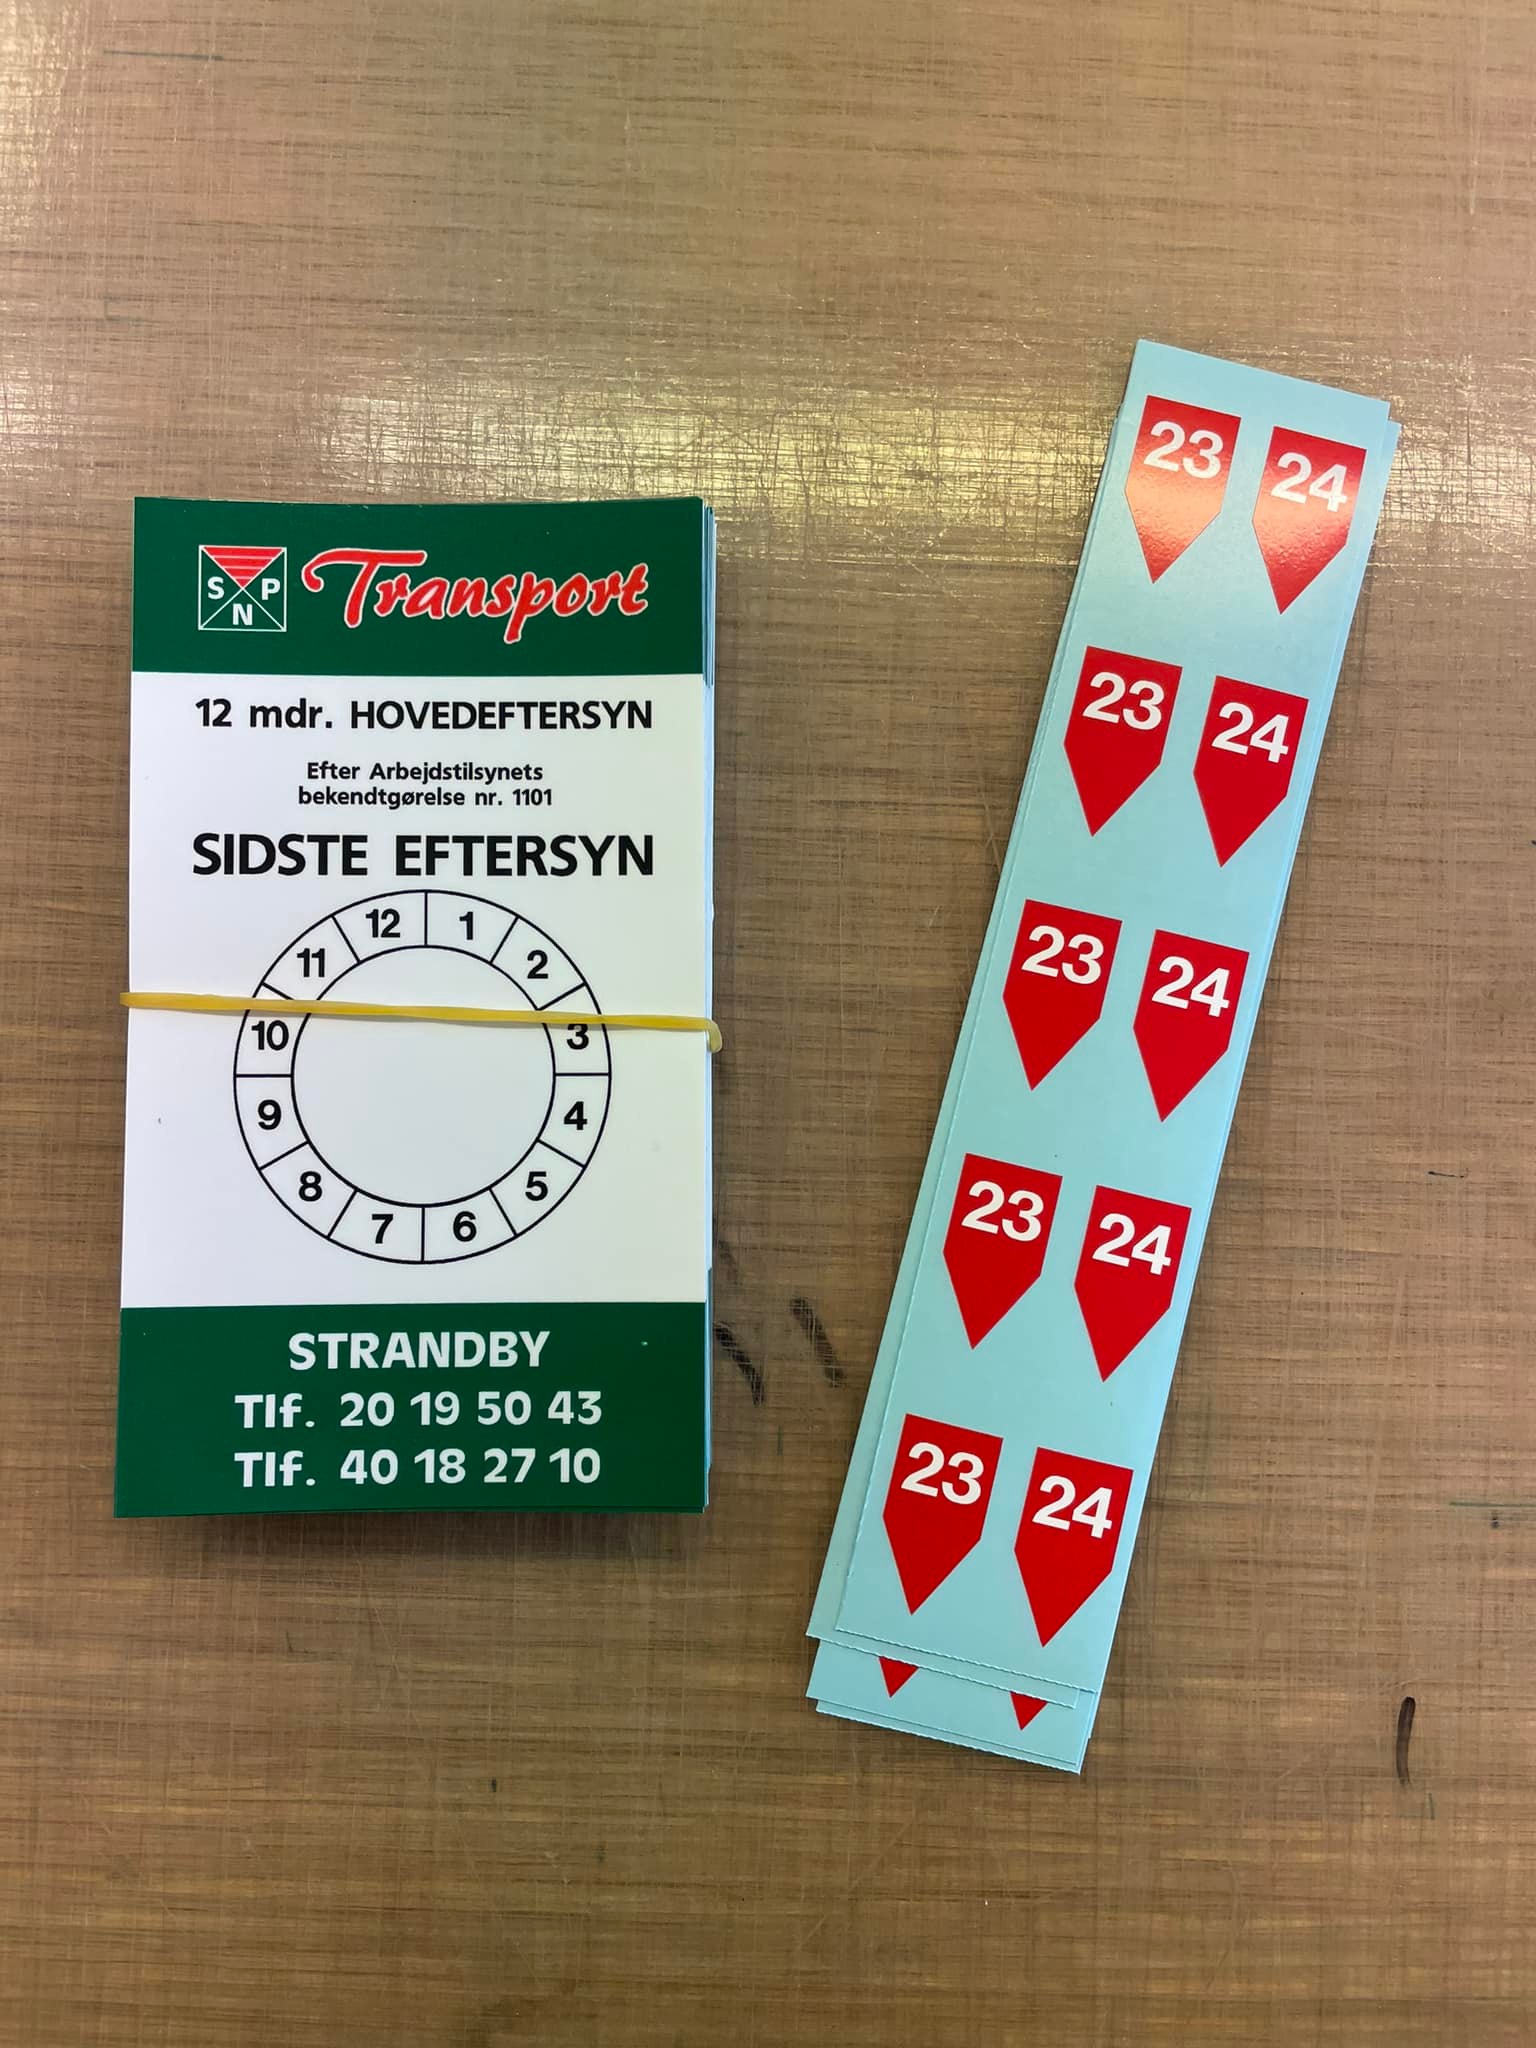 S P N Transport
12 mdr. HOVEDEFTERSYN
Efter Arbejdstilsynets
bekendtgørelse nr. 1101
SIDSTE EFTERSYN
12 1
11 2
10 3
9 4
8 5
7 6
STRANDBY
Tlf. 20 19 50 43
Tlf. 40 18 27 10
23 24
23 24
23 24
23 24
23 24